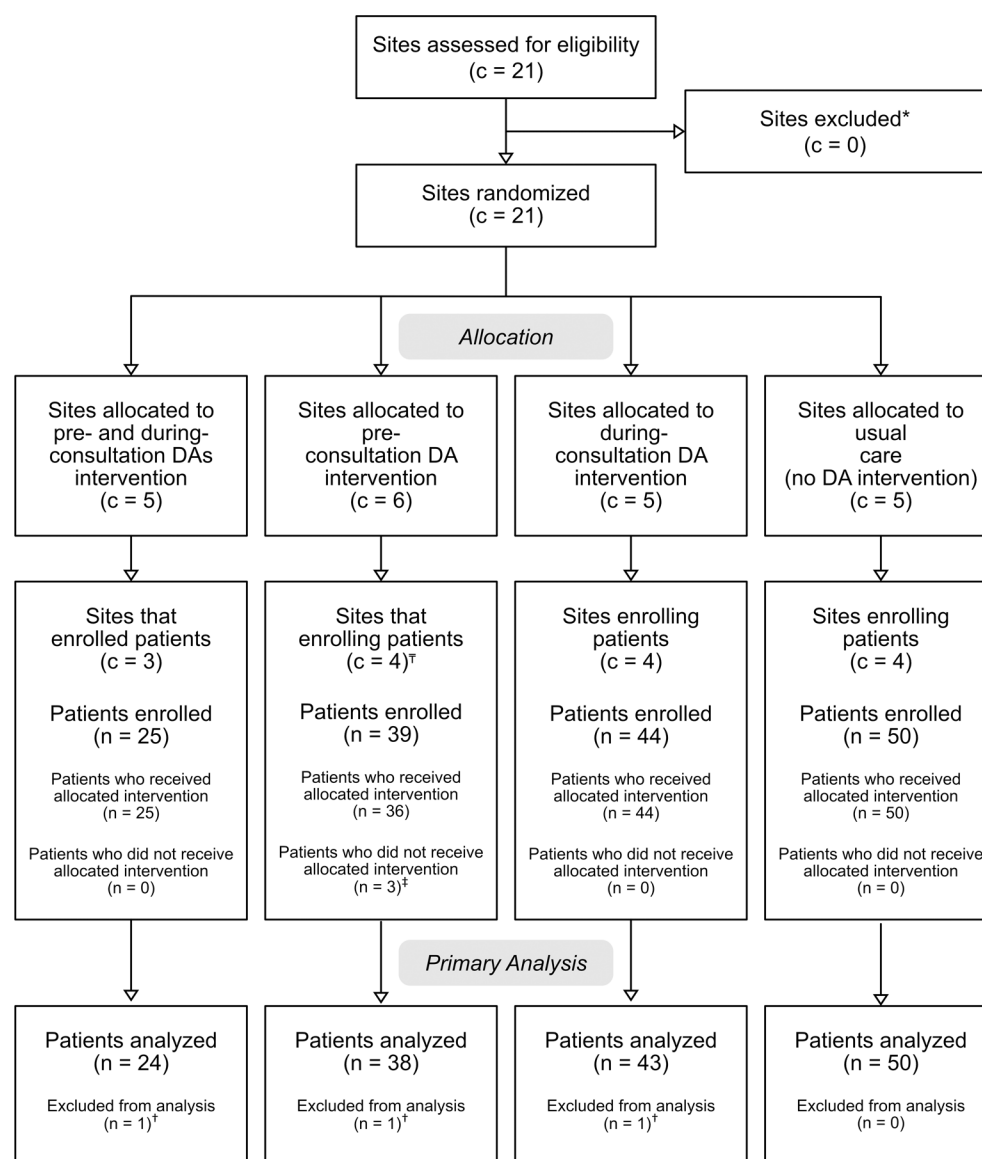 Sites assessed for eligibility
(c = 21)
Sites excluded*
(c = 0)
Sites randomized
(c = 21)
Allocation
Sites allocated to
pre- and during-
consultation DAs
intervention
(c = 5)
Sites allocated to
pre-
consultation DA
intervention
(c = 6)
Sites allocated to
during-
consultation DA
intervention
(c = 5)
Sites allocated to
usual
care
(no DA intervention)
(c = 5)
Sites that
enrolled patients
(c = 3)
Patients enrolled
(n = 25)
Patients who received
allocated intervention
(n = 25)
Patients who did not receive
allocated intervention
(n = 0)
Sites that
enrolling patients
(c = 4)₸
Patients enrolled
(n = 39)
Patients who received
allocated intervention
(n = 36)
Patients who did not receive
allocated intervention
(n = 3)‡
Sites enrolling
patients
(c = 4)
Patients enrolled
(n = 44)
Patients who received
allocated intervention
(n = 44)
Patients who did not receive
allocated intervention
(n = 0)
Sites enrolling
patients
(c = 4)
Patients enrolled
(n = 50)
Patients who received
allocated intervention
(n = 50)
Patients who did not receive
allocated intervention
(n = 0)
Primary Analysis
Patients analyzed
(n = 24)
Excluded from analysis
(n = 1)†
Patients analyzed
(n = 38)
Excluded from analysis
(n = 1)†
Patients analyzed
(n = 43)
Excluded from analysis
(n = 1)†
Patients analyzed
(n = 50)
Excluded from analysis
(n = 0)